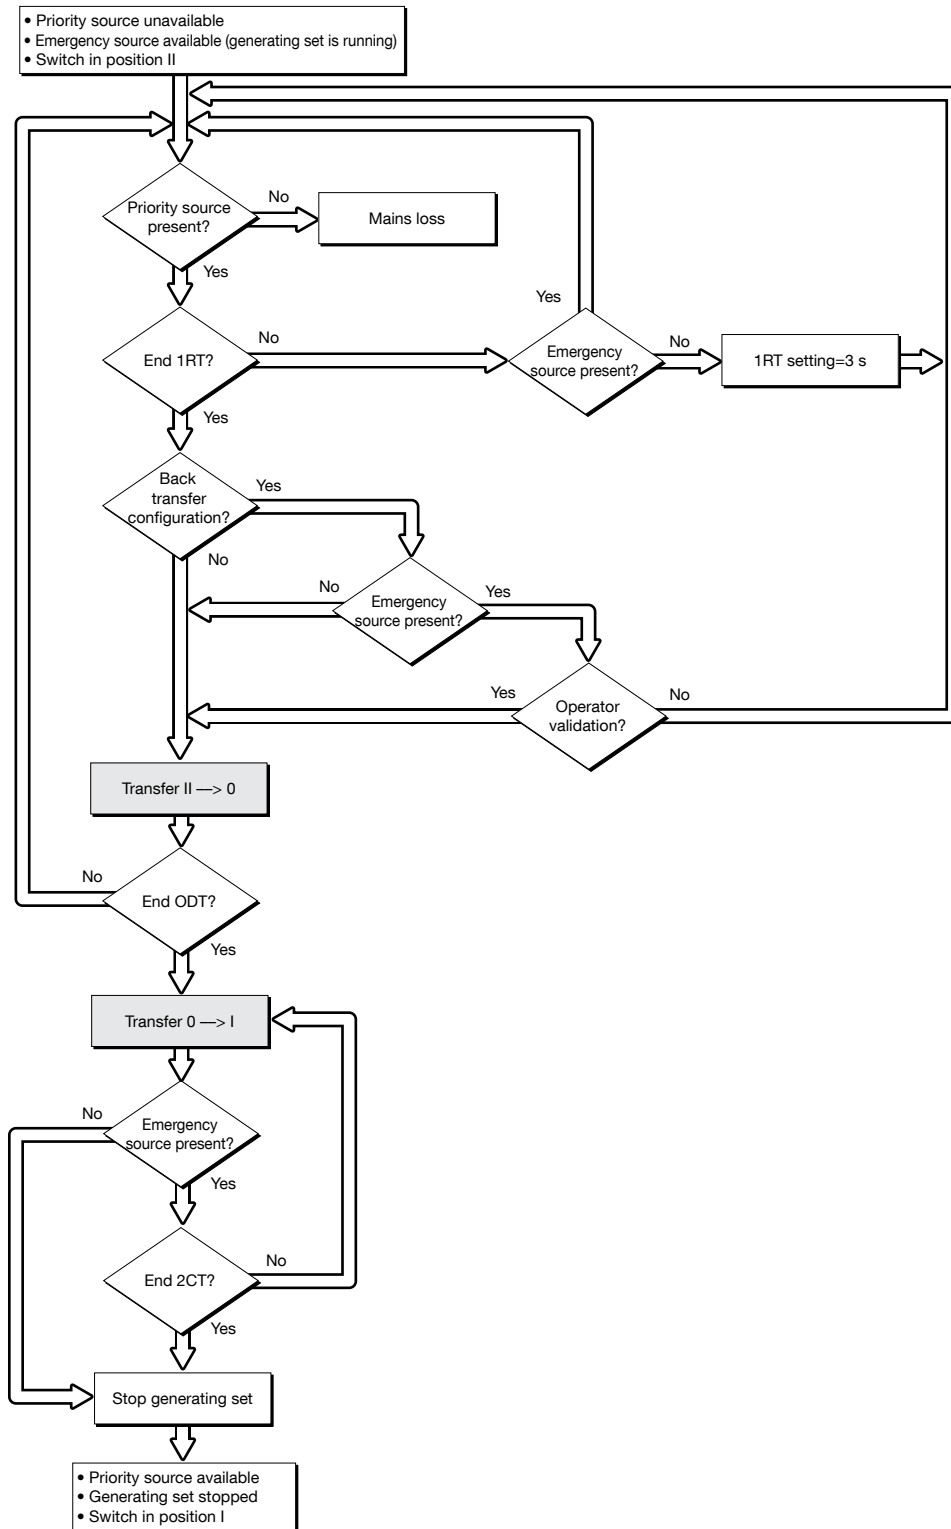 • Priority source unavailable
• Emergency source available (generating set is running)
• Switch in position II
Priority source
present?
No
Mains loss
Yes
End 1RT?
No
Yes
Emergency
source present?
No
1RT setting=3 s
Yes
Back
transfer
configuration?
Yes
No
Emergency
source present?
No
Yes
Operator
validation?
Yes
No
Transfer II —> 0
End ODT?
No
Yes
Transfer 0 —> I
Emergency
source present?
No
Yes
End 2CT?
No
Yes
Stop generating set
• Priority source available
• Generating set stopped
• Switch in position I